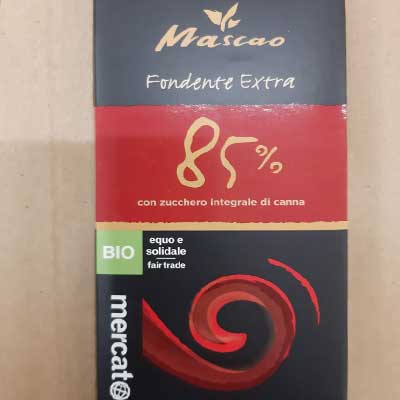 Mascao
Fondente Extra
85%
con zucchero integrale di canna
BIO
equo e
solidale
fair trade
mercato